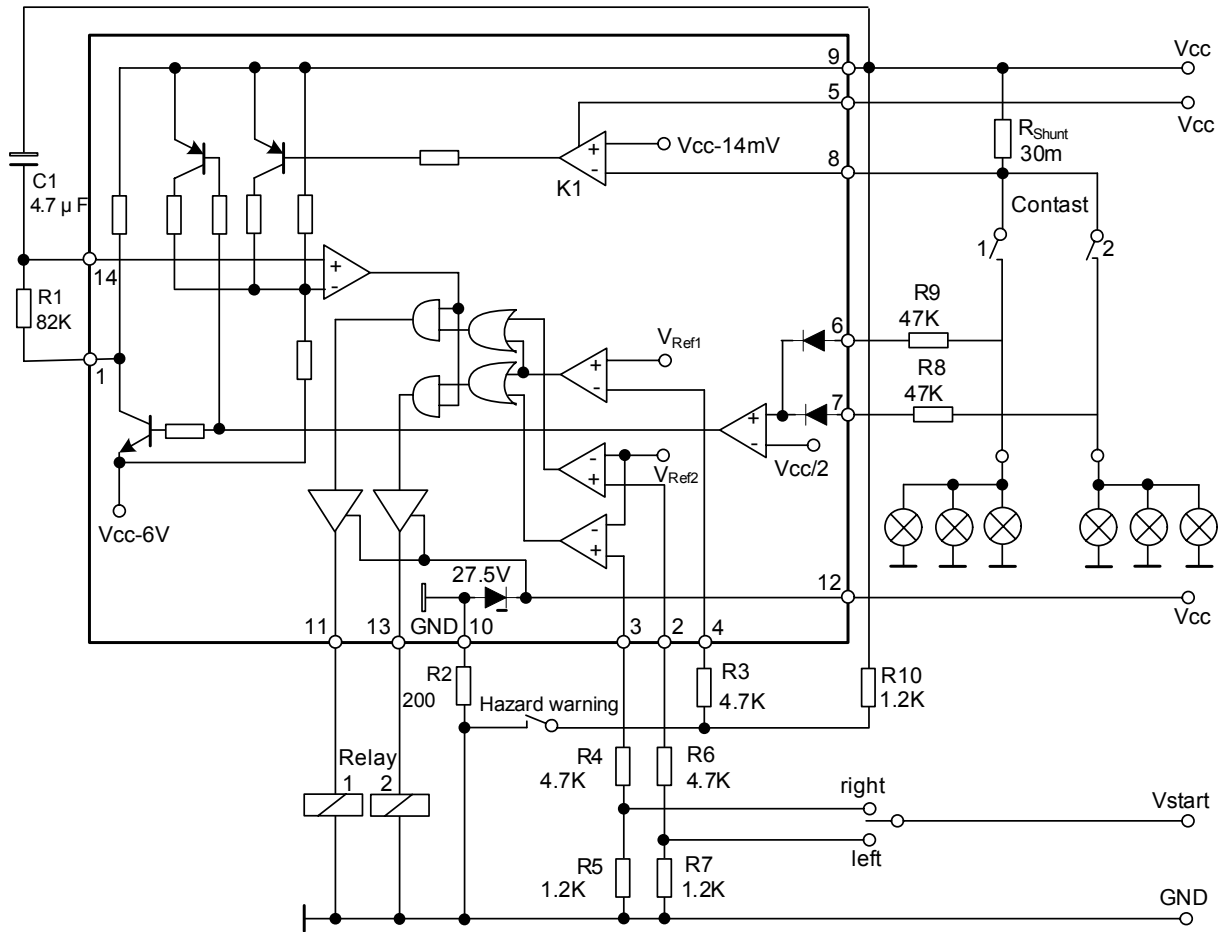 9
Vcc
5
Vcc
RShunt
30m
Vcc-14mV
8
K1
C1
4.7 µ F
Contast
1
2
14
R1
82K
R9
47K
6
VRef1
R8
47K
1
7
Vcc/2
VRef2
Vcc-6V
27.5V
12
Vcc
GND
11
13
10
3
2
4
R2
200
R3
4.7K
R10
1.2K
Hazard warning
R4
4.7K
R6
4.7K
Relay
1
2
right
Vstart
left
R5
1.2K
R7
1.2K
GND
+
-
+
-
+
-
+
-
-
+
-
+